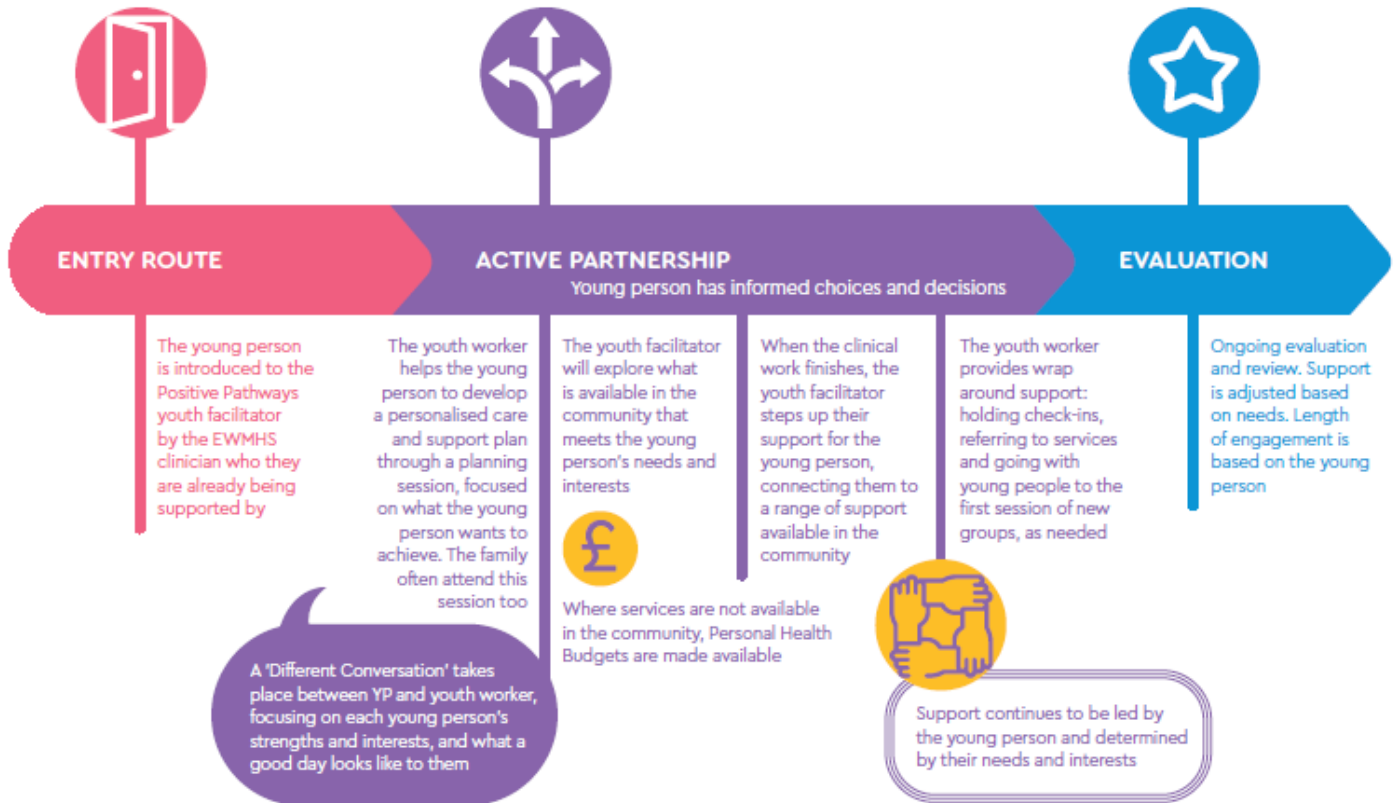 ENTRY ROUTE
ACTIVE PARTNERSHIP
Young person has informed choices and decisions
EVALUATION
The young person
is introduced to the
Positive Pathways
youth facilitator
by the EWMHS
clinician who they
are already being
supported by
The youth worker
helps the young
person to develop
a personalised care
and support plan
through a planning
session, focused
on what the young
person wants to
achieve. The family
often attend this
session too
A 'Different Conversation' takes
place between YP and youth worker,
focusing on each young person's
strengths and interests, and what a
good day looks like to them
The youth facilitator
will explore what
is available in the
community that
meets the young
person's needs and
interests
£
Where services are not available
in the community, Personal Health
Budgets are made available
When the clinical
work finishes, the
youth facilitator
steps up their
support for the
young person,
connecting them to
a range of support
available in the
community
The youth worker
provides wrap
around support:
holding check-ins,
referring to services
and going with
young people to the
first session of new
groups, as needed
Support continues to be led by
the young person and determined
by their needs and interests
Ongoing evaluation
and review. Support
is adjusted based
on needs. Length
of engagement is
based on the young
person